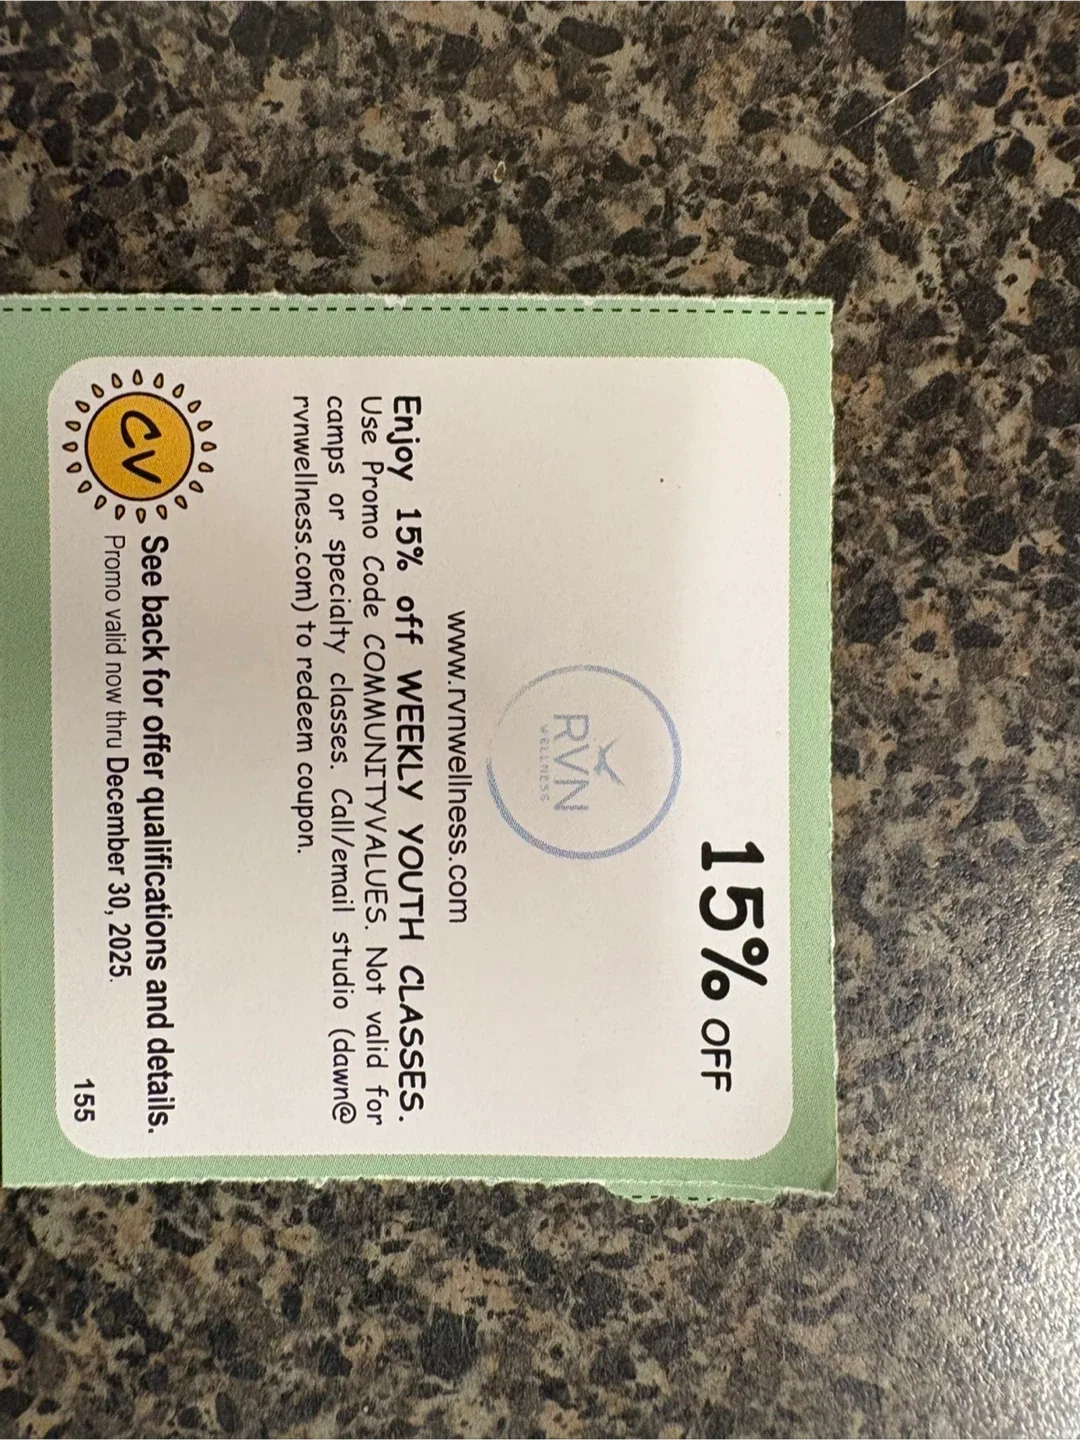 15% OFF
RVN
WELLNESS
www.rvnwellness.com
Enjoy 15% off WEEKLY YOUTH CLASSES.
Use Promo Code COMMUNITYVALUES. Not valid for
camps or specialty classes. Call/email studio (dawn@
rvnwellness.com) to redeem coupon.
CV
See back for offer qualifications and details.
Promo valid now thru December 30, 2025.
155